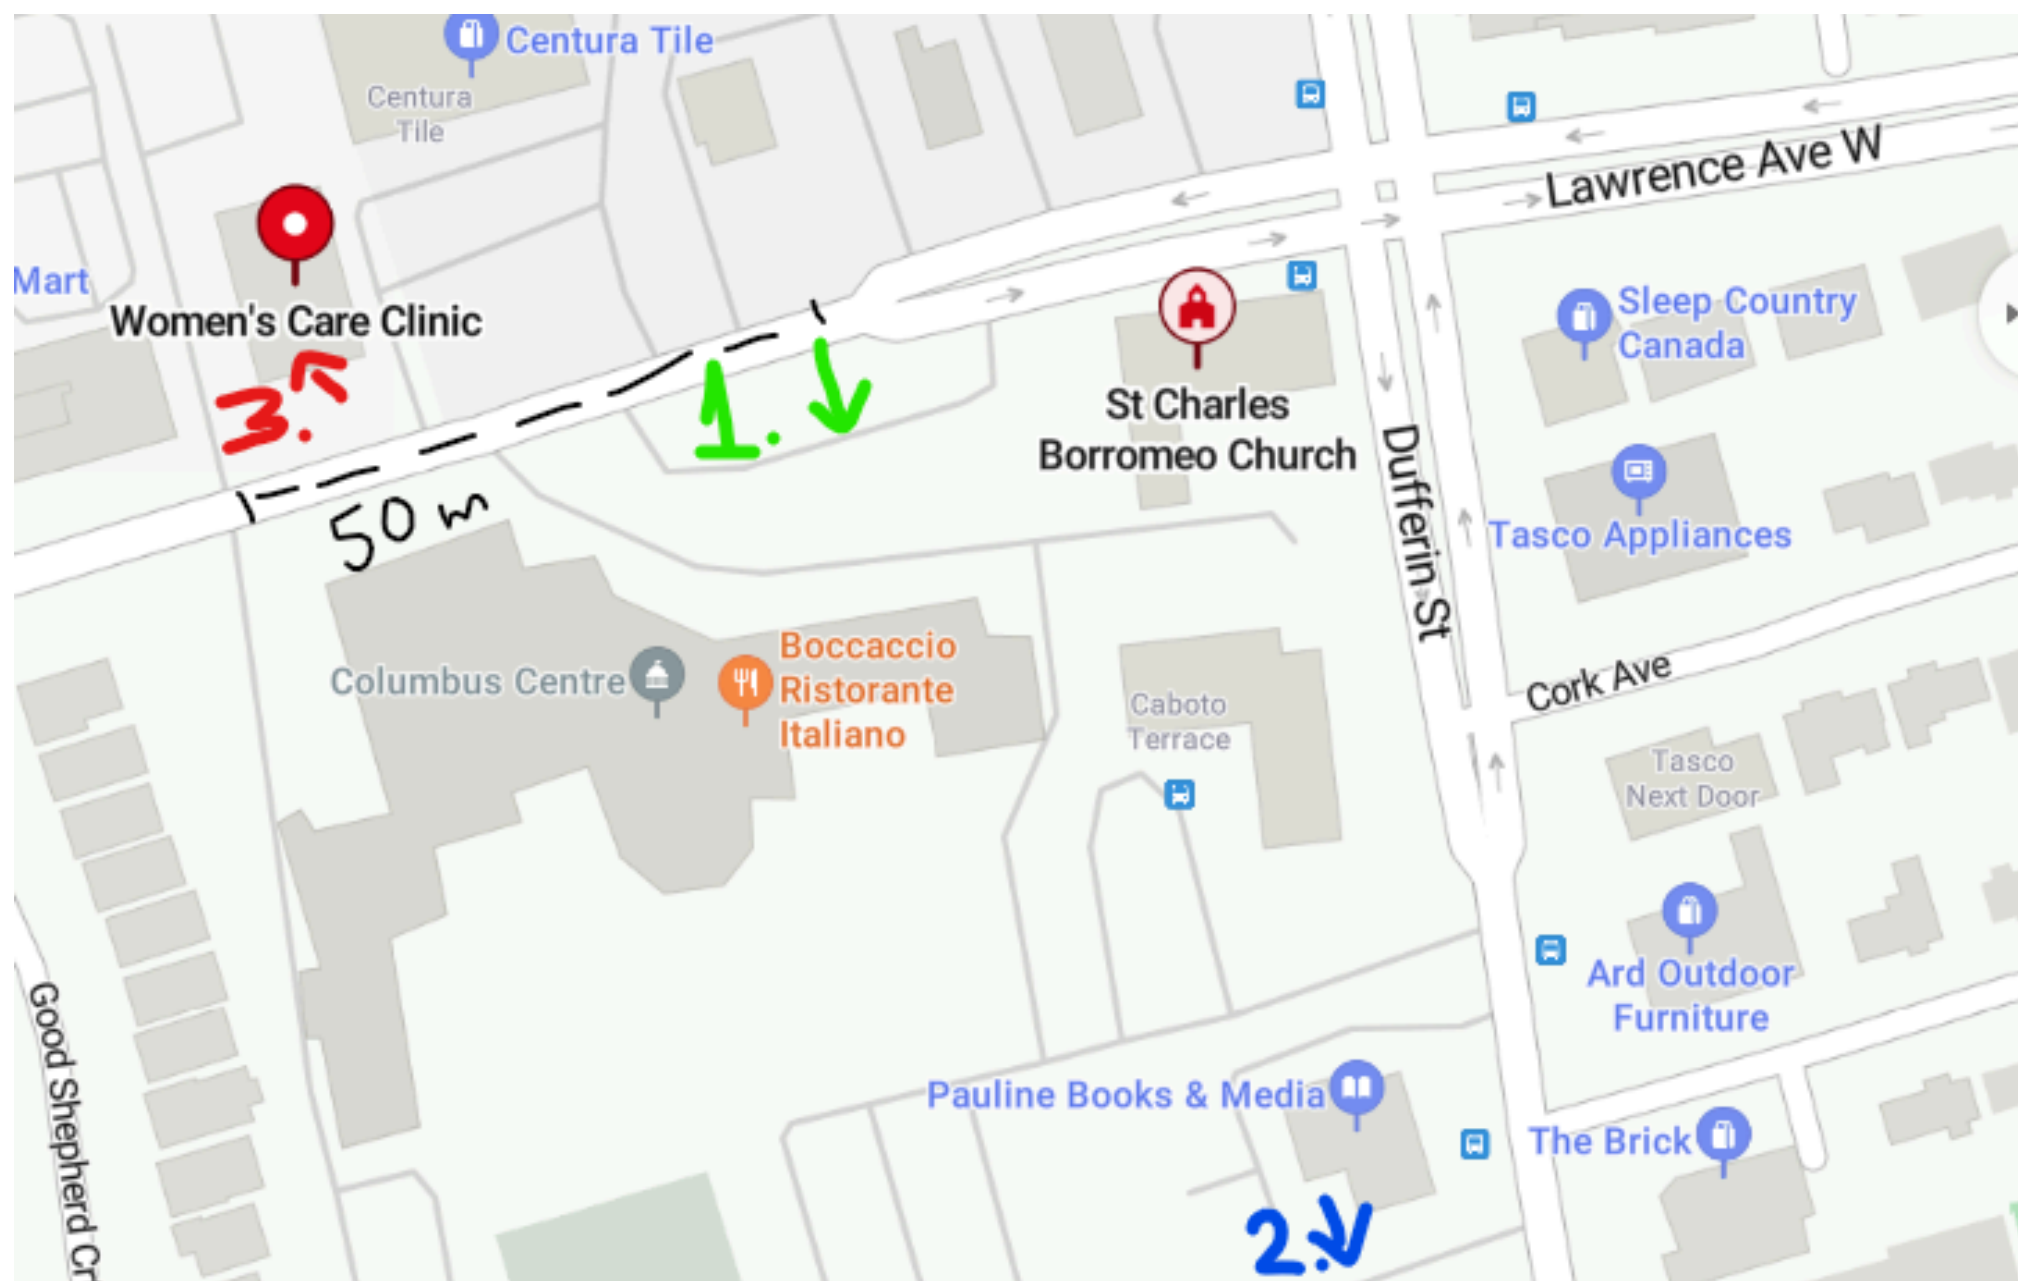 Centura Tile
Centura
Tile
Lawrence Ave W
Mart
Women's Care Clinic
Sleep Country
Canada
1.
3.
St Charles
Borromeo Church
50 m
Dufferin St
Tasco Appliances
Boccaccio
Ristorante
Italiano
Columbus Centre
Cork Ave
Caboto
Terrace
Tasco
Next Door
Ard Outdoor
Furniture
Good Shepherd Cr
Pauline Books & Media
The Brick
2.